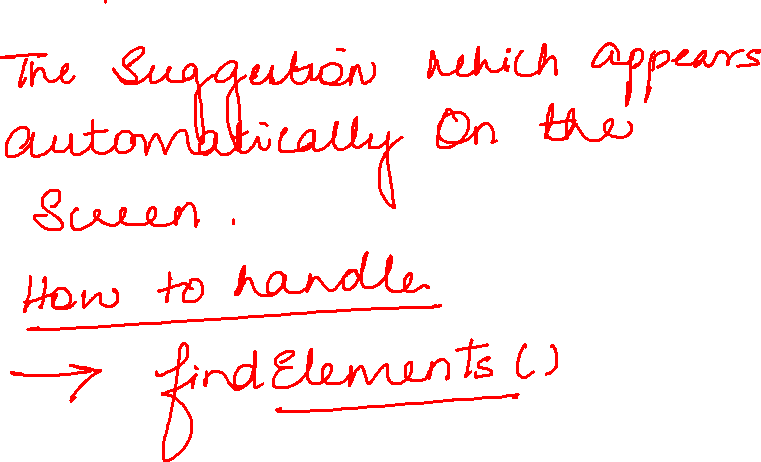 The Suggestion which appears
automatically On the
Screen.
How to handle
→ findElements()